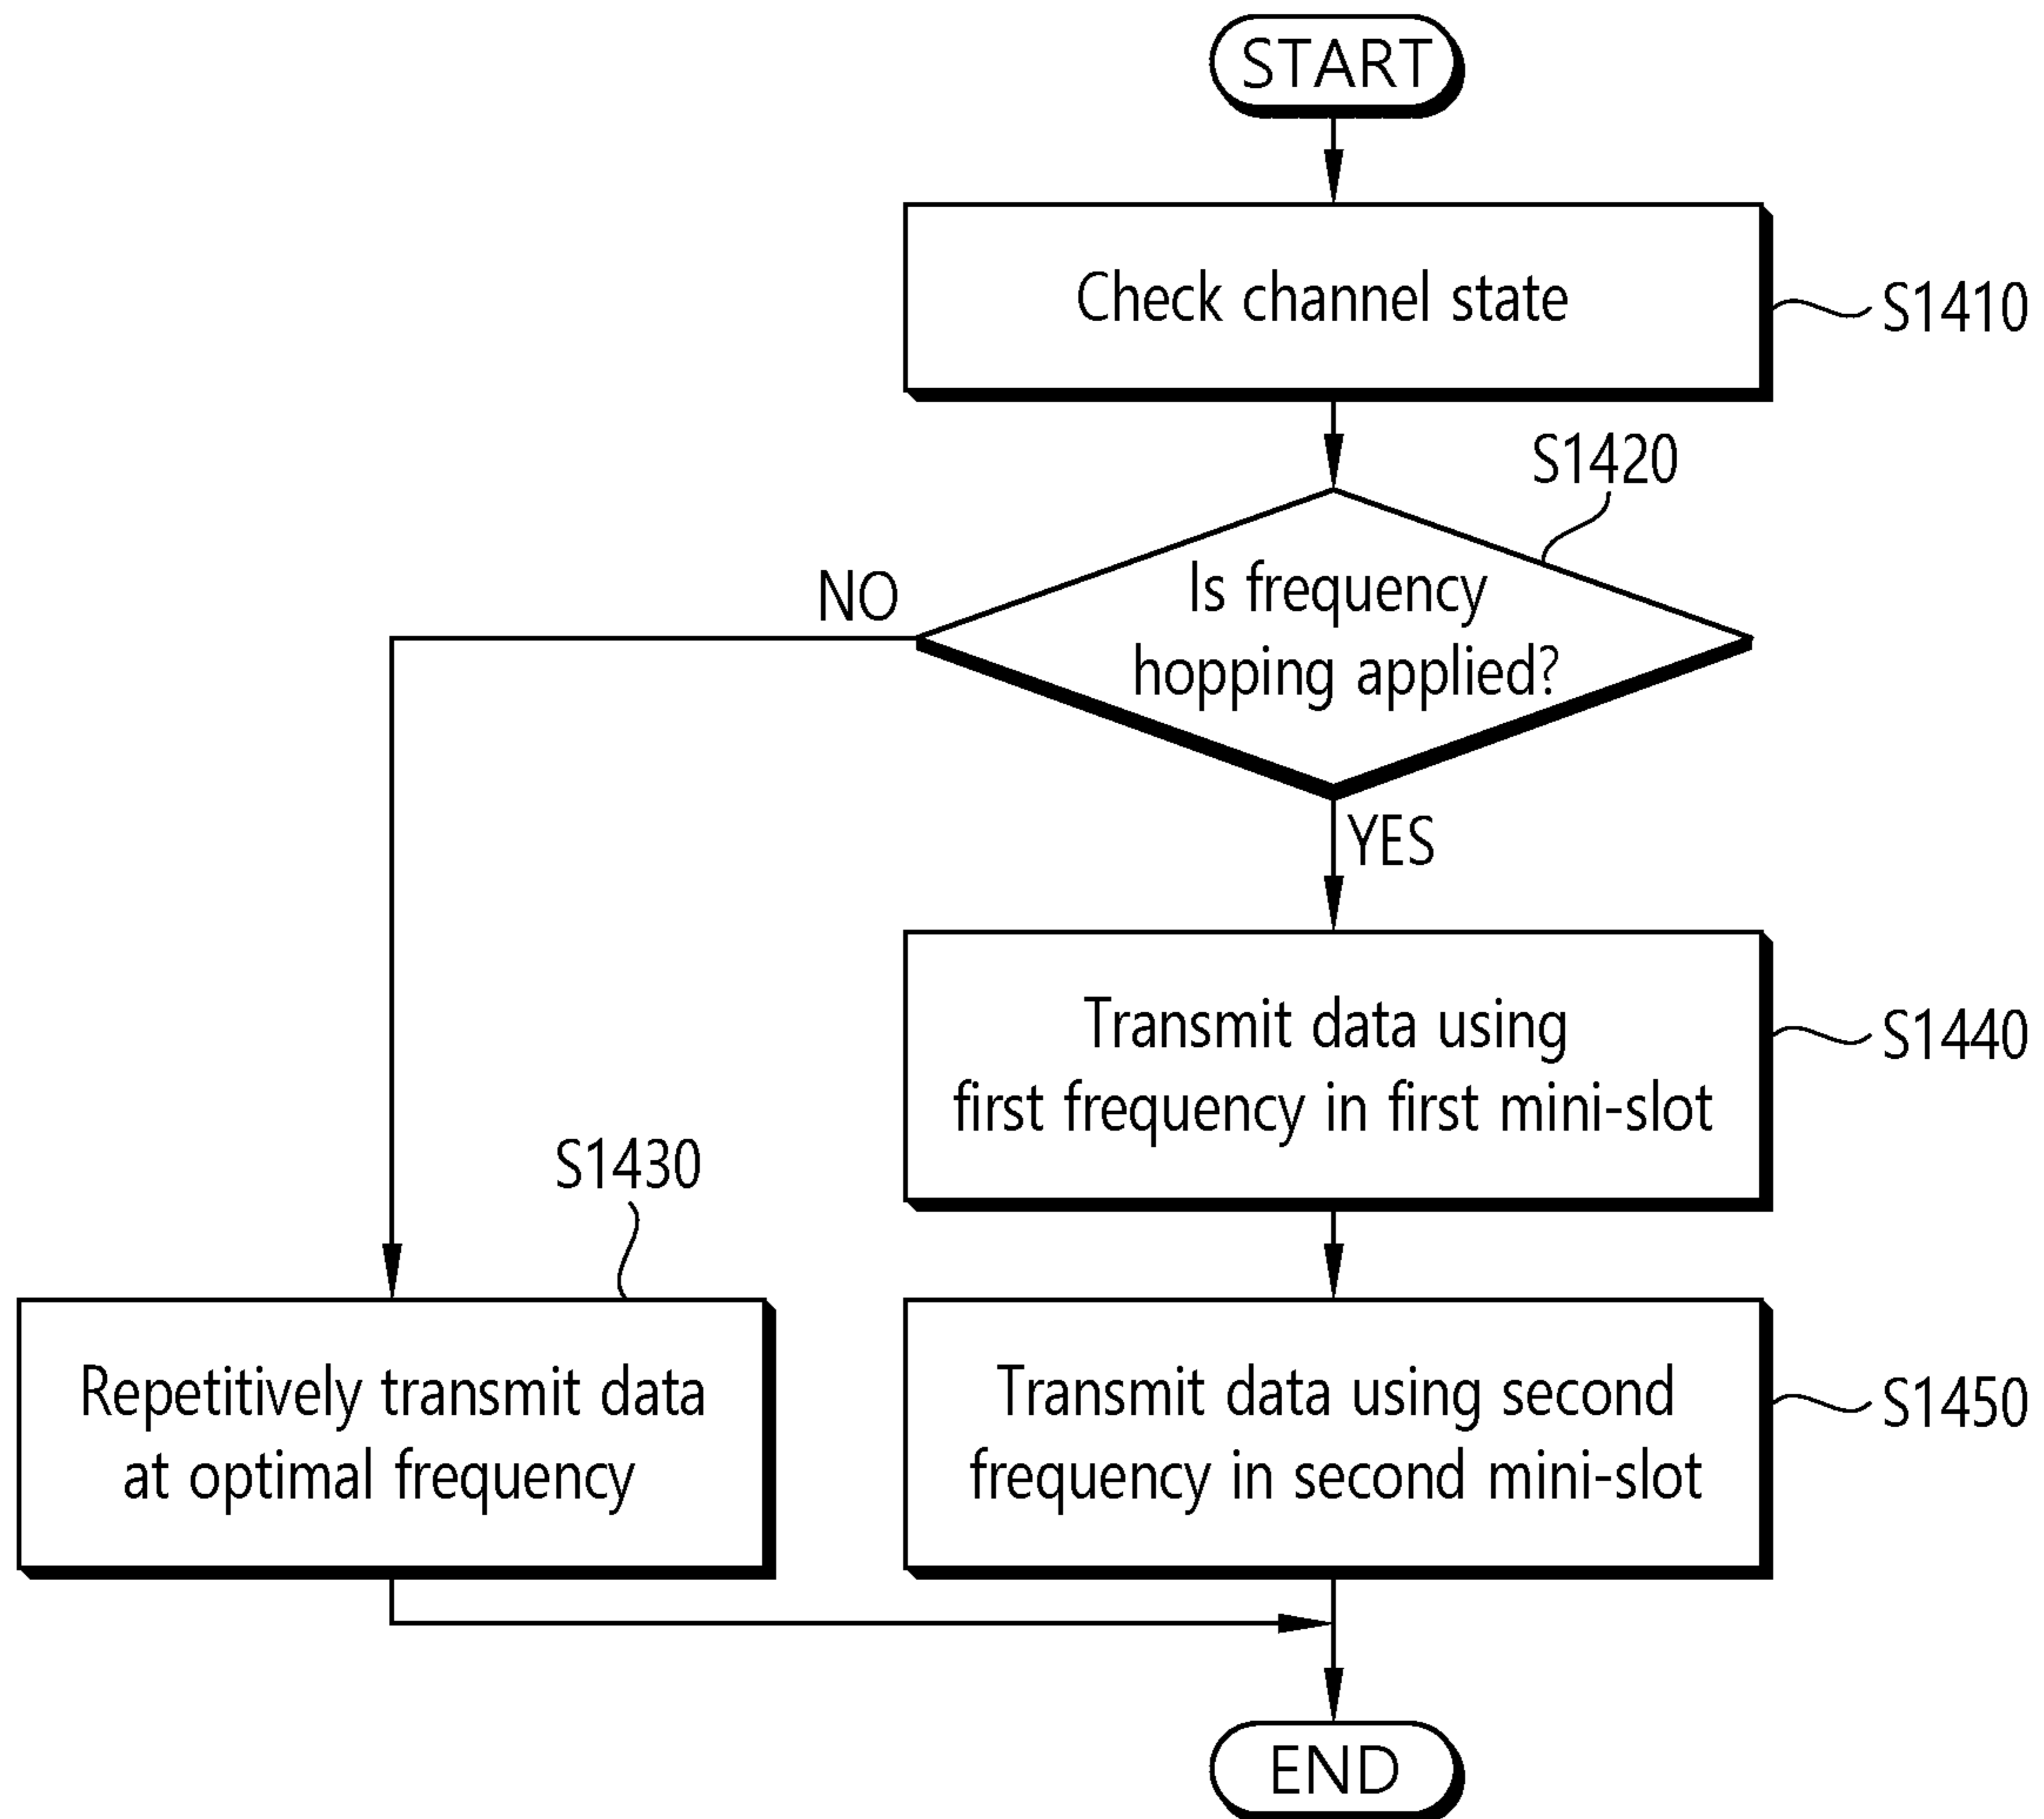 START
Check channel state
S1410
S1420
Is frequency
hopping applied?
NO
YES
Transmit data using
first frequency in first mini-slot
S1440
S1430
Repetitively transmit data
at optimal frequency
Transmit data using second
frequency in second mini-slot
S1450
END